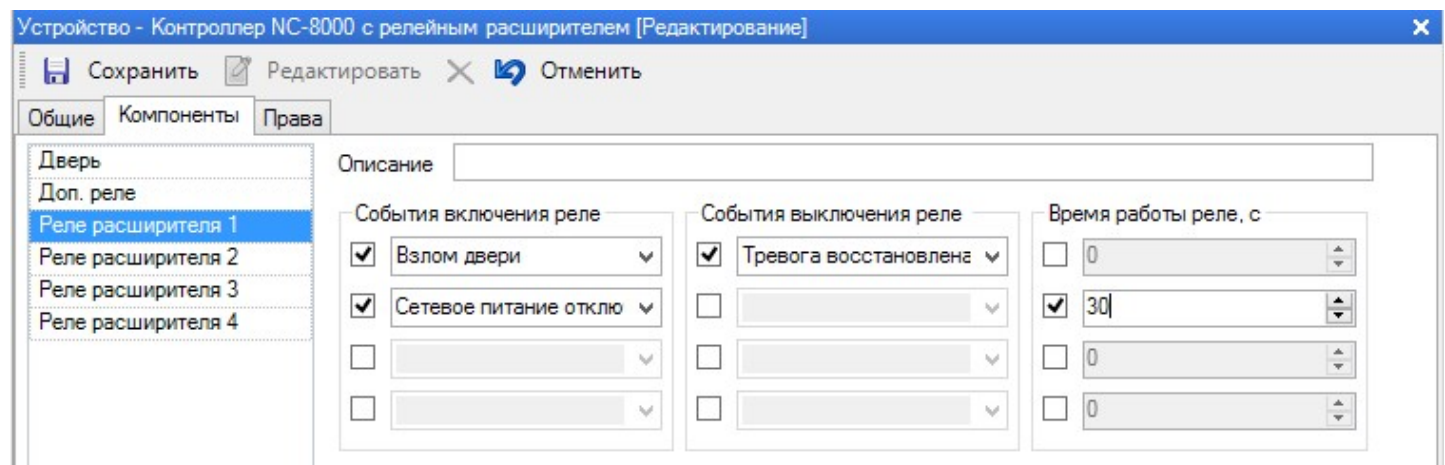 Устройство - Контроллер NC-8000 с релейным расширителем [Редактирование]
Сохранить Редактировать Отменить
Общие Компоненты Права
Дверь
Доп. реле
Реле расширителя 1
Реле расширителя 2
Реле расширителя 3
Реле расширителя 4
Описание
События включения реле События выключения реле Время работы реле, с
Взлом двери Тревога восстановлена 0
Сетевое питание отклю 30
0
0